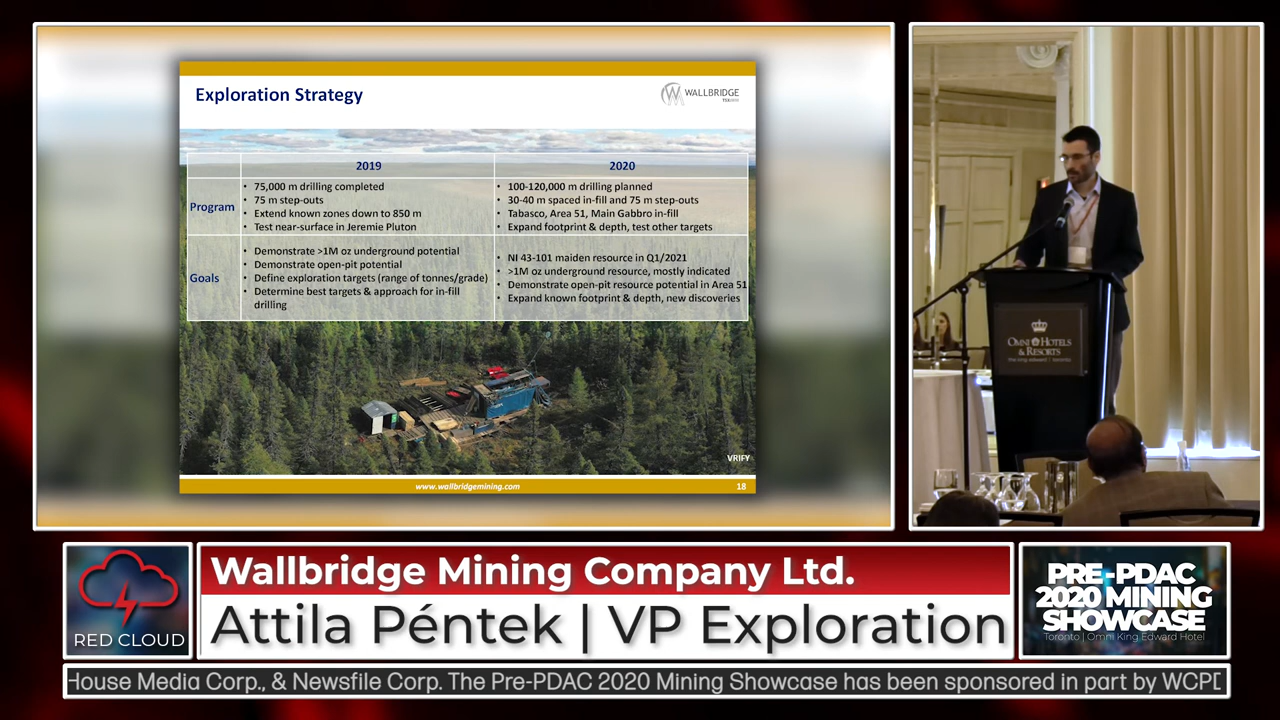 Exploration Strategy
WALLBRIDGE
2019
2020
Program
• 75,000 m drilling completed
• 75 m step-outs
• Extend known zones down to 850 m
• Test near-surface in Jeremie Pluton
• 100-120,000 m drilling planned
• 30-40 m spaced in-fill and 75 m step-outs
• Tabasco, Area 51, Main Gabbro in-fill
• Expand footprint & depth, test other targets
Goals
• Demonstrate >1M oz underground potential
• Demonstrate open-pit potential
• Define exploration targets (range of tonnes/grade)
• Determine best targets & approach for in-fill
drilling
• NI 43-101 maiden resource in Q1/2021
• >1M oz underground resource, mostly indicated
• Demonstrate open-pit resource potential in Area 51
• Expand known footprint & depth, new discoveries
VRIFY
www.wallbridgemining.com
18
OMNI HOTELS
& RESORTS
the king edward | toronto
RED CLOUD
Wallbridge Mining Company Ltd.
Attila Péntek | VP Exploration
PRE-PDAC
2020 MINING
SHOWCASE
Toronto | Omni King Edward Hotel
House Media Corp., & Newsfile Corp. The Pre-PDAC 2020 Mining Showcase has been sponsored in part by WCPD